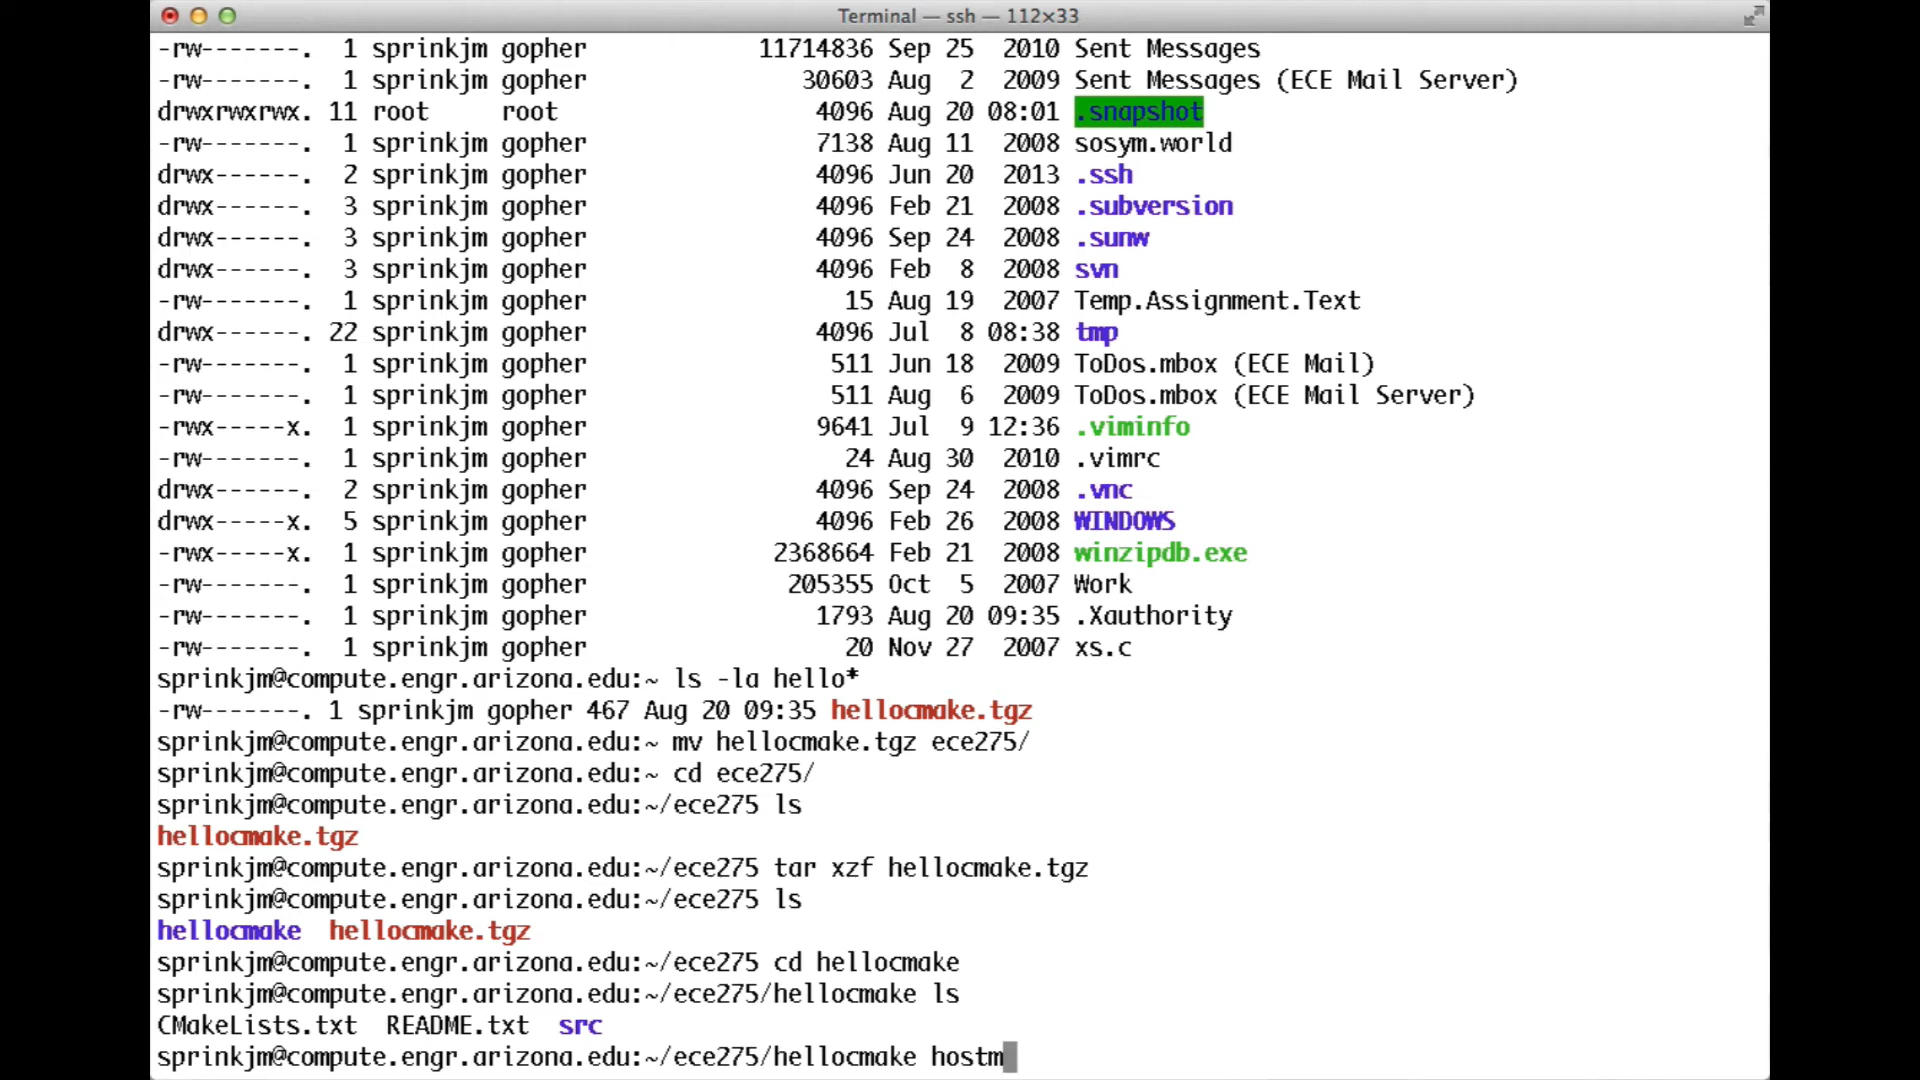 Terminal — ssh — 112×33
-rw-------.  1 sprinkjm gopher            11714836 Sep 25  2010 Sent Messages
-rw-------.  1 sprinkjm gopher               30603 Aug  2  2009 Sent Messages (ECE Mail Server)
drwxrwxrwx. 11 root     root                  4096 Aug 20 08:01 .snapshot
-rw-------.  1 sprinkjm gopher                7138 Aug 11  2008 sosym.world
drwx------.  2 sprinkjm gopher                4096 Jun 20  2013 .ssh
drwx------.  3 sprinkjm gopher                4096 Feb 21  2008 .subversion
drwx------.  3 sprinkjm gopher                4096 Sep 24  2008 .sunw
drwx------.  3 sprinkjm gopher                4096 Feb  8  2008 svn
-rw-------.  1 sprinkjm gopher                  15 Aug 19  2007 Temp.Assignment.Text
drwx------. 22 sprinkjm gopher                4096 Jul  8 08:38 tmp
-rw-------.  1 sprinkjm gopher                 511 Jun 18  2009 ToDos.mbox (ECE Mail)
-rw-------.  1 sprinkjm gopher                 511 Aug  6  2009 ToDos.mbox (ECE Mail Server)
-rwx-----x.  1 sprinkjm gopher                9641 Jul  9 12:36 .viminfo
-rw-------.  1 sprinkjm gopher                  24 Aug 30  2010 .vimrc
drwx------.  2 sprinkjm gopher                4096 Sep 24  2008 .vnc
drwx-----x.  5 sprinkjm gopher                4096 Feb 26  2008 WINDOWS
-rwx-----x.  1 sprinkjm gopher             2368664 Feb 21  2008 winzipdb.exe
-rw-------.  1 sprinkjm gopher              205355 Oct  5  2007 Work
-rw-------.  1 sprinkjm gopher                1793 Aug 20 09:35 .Xauthority
-rw-------.  1 sprinkjm gopher                  20 Nov 27  2007 xs.c
sprinkjm@compute.engr.arizona.edu:~ ls -la hello*
-rw-------. 1 sprinkjm gopher 467 Aug 20 09:35 hellocmake.tgz
sprinkjm@compute.engr.arizona.edu:~ mv hellocmake.tgz ece275/
sprinkjm@compute.engr.arizona.edu:~ cd ece275/
sprinkjm@compute.engr.arizona.edu:~/ece275 ls
hellocmake.tgz
sprinkjm@compute.engr.arizona.edu:~/ece275 tar xzf hellocmake.tgz
sprinkjm@compute.engr.arizona.edu:~/ece275 ls
hellocmake  hellocmake.tgz
sprinkjm@compute.engr.arizona.edu:~/ece275 cd hellocmake
sprinkjm@compute.engr.arizona.edu:~/ece275/hellocmake ls
CMakeLists.txt  README.txt  src
sprinkjm@compute.engr.arizona.edu:~/ece275/hellocmake hostm